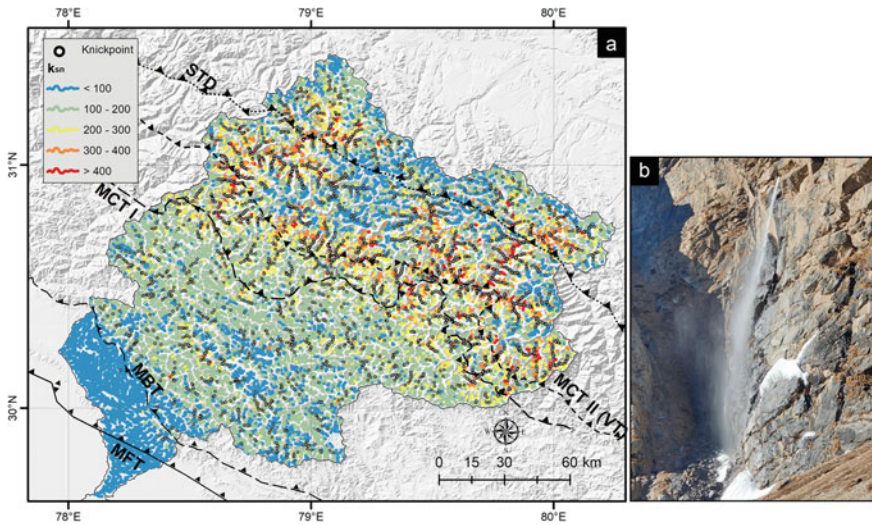 78°E
79°E
80°E
a
Knickpoint
ksn
< 100
100 - 200
200 - 300
300 - 400
> 400
STD
31°N
MCT I
b
MBT
30°N
MCT II (VT)
MFT
0 15 30 60 km
78°E
79°E
80°E